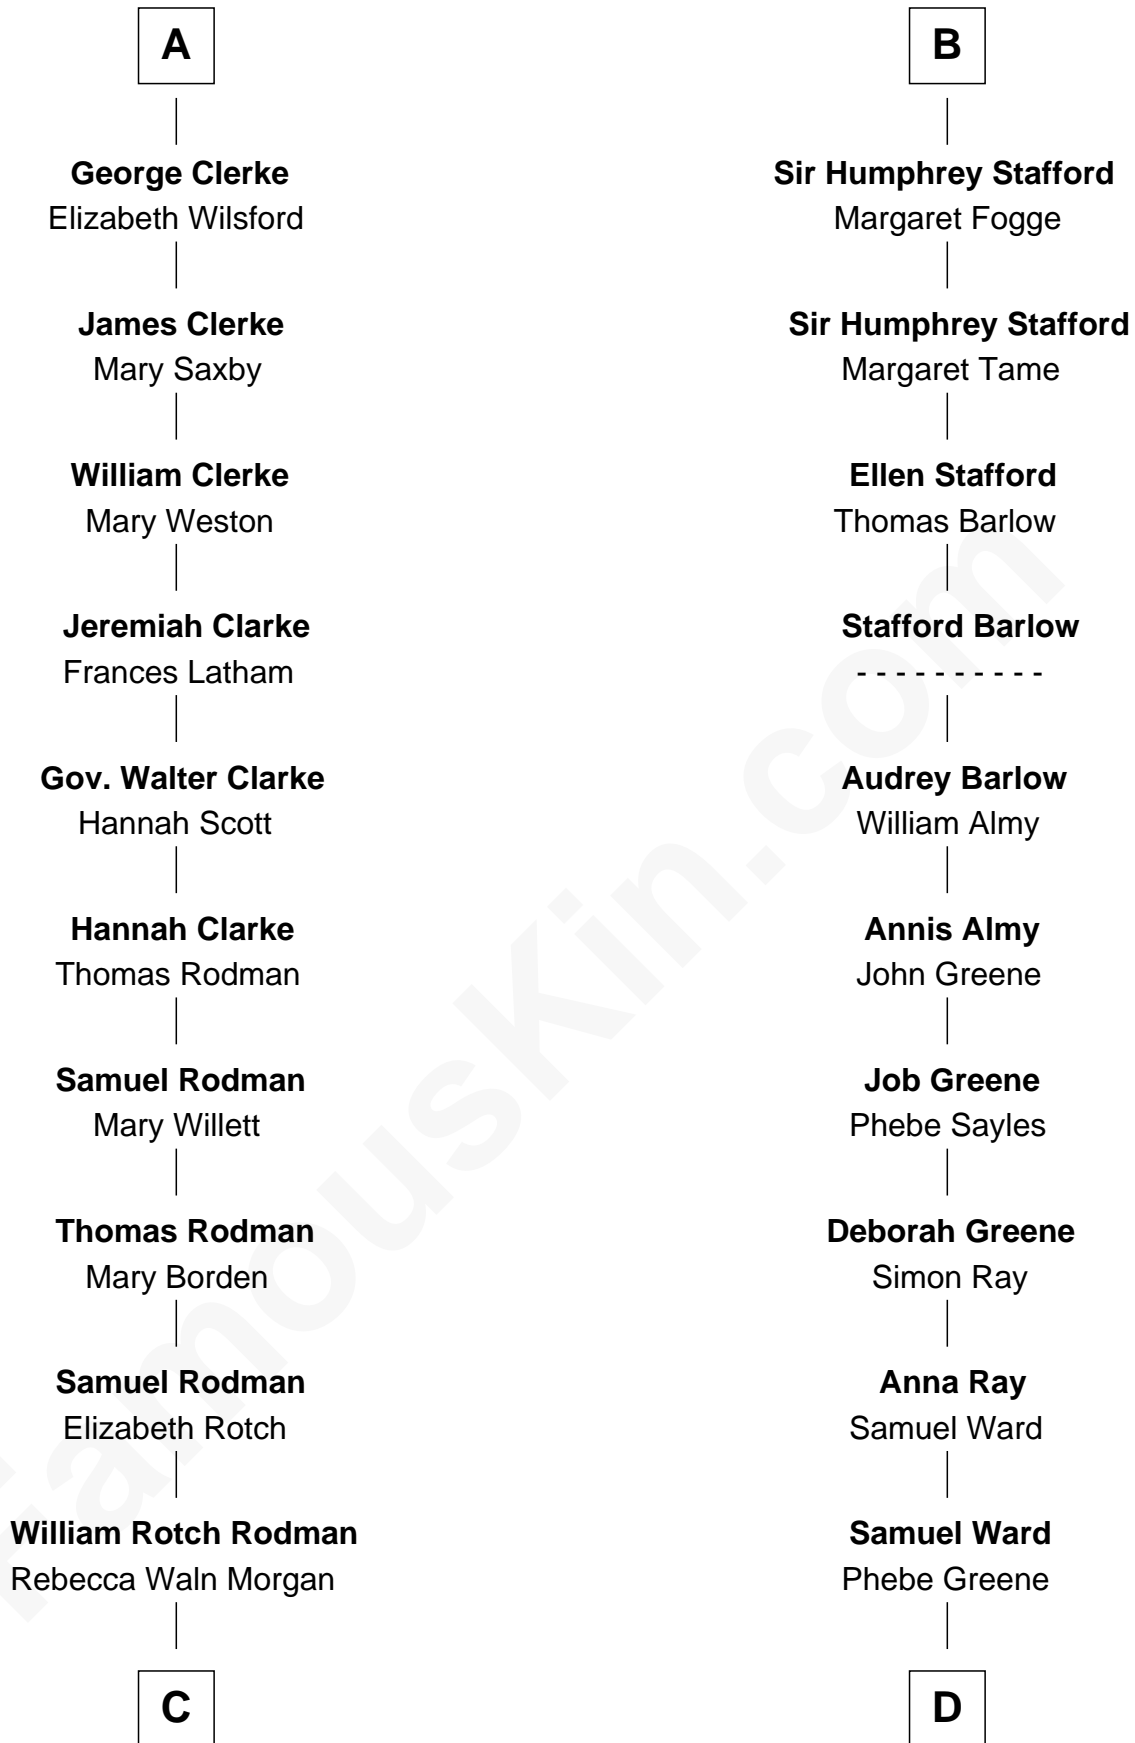 A
George Clerke
Elizabeth Wilsford
James Clerke
Mary Saxby
William Clerke
Mary Weston
Jeremiah Clarke
Frances Latham
Gov. Walter Clarke
Hannah Scott
Hannah Clarke
Thomas Rodman
Samuel Rodman
Mary Willett
Thomas Rodman
Mary Borden
Samuel Rodman
Elizabeth Rotch
William Rotch Rodman
Rebecca Waln Morgan
C
B
Sir Humphrey Stafford
Margaret Fogge
Sir Humphrey Stafford
Margaret Tame
Ellen Stafford
Thomas Barlow
Stafford Barlow
- - - - - - - - - -
Audrey Barlow
William Almy
Annis Almy
John Greene
Job Greene
Phebe Sayles
Deborah Greene
Simon Ray
Anna Ray
Samuel Ward
Samuel Ward
Phebe Greene
D
FamousKin.com